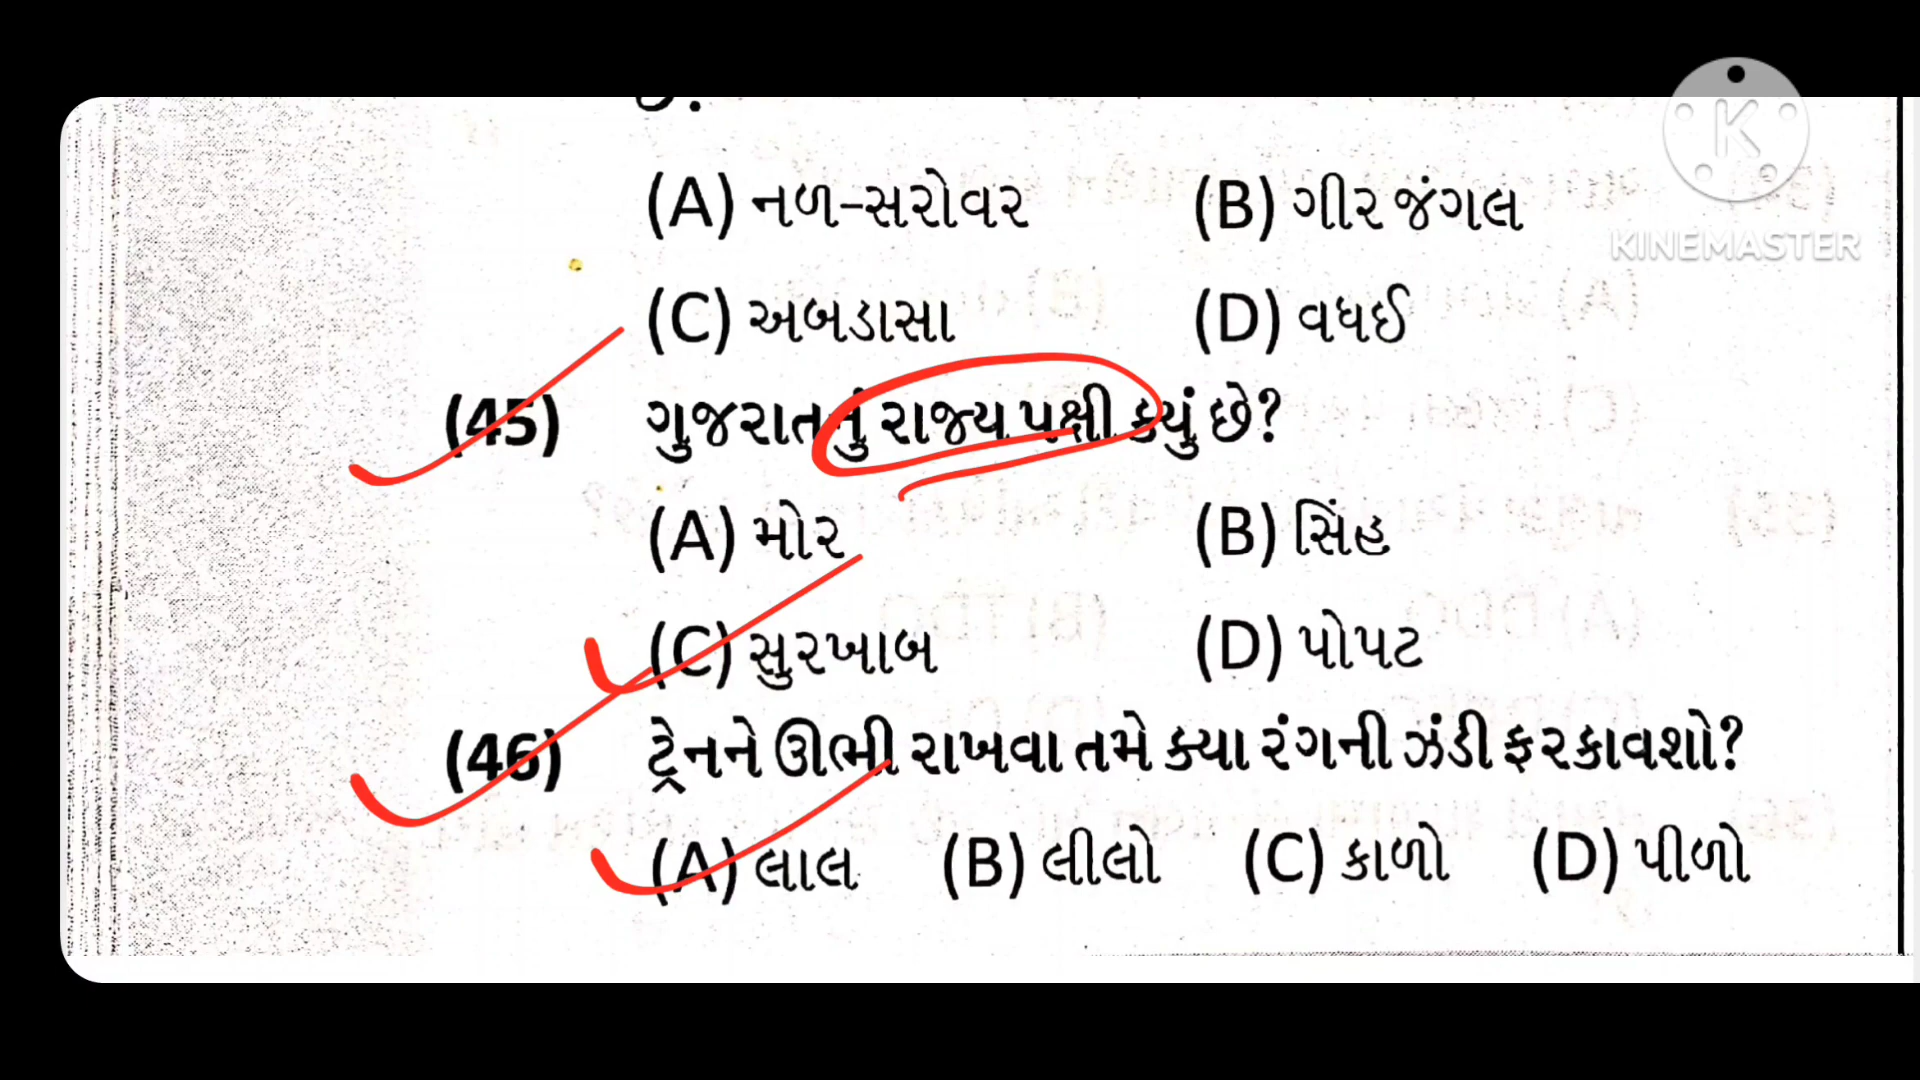 (A) નળ-સરોવર (B) ગીર જંગલ
KINEMASTER
(C) અબડાસા (D) વધઈ
(45) ગુજરાતનું રાજ્ય પક્ષી કયું છે?
(A) મોર (B) સિંહ
(C) સુરખાબ (D) પોપટ
(46) ટ્રેનને ઊભી રાખવા તમે ક્યા રંગની ઝંડી ફરકાવશો?
(A) લાલ (B) લીલો (C) કાળો (D) પીળો